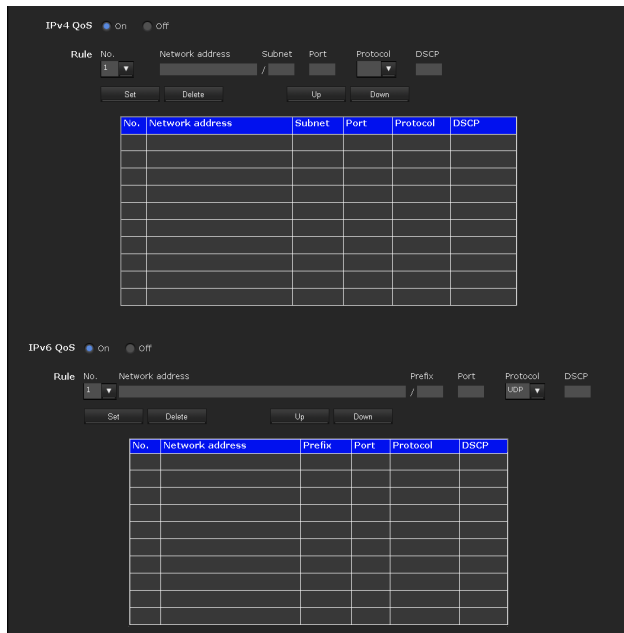 IPv4 QoS On Off
Rule No. Network address Subnet Port Protocol DSCP
1 /
Set Delete Up Down
No. Network address Subnet Port Protocol DSCP
IPv6 QoS On Off
Rule No. Network address Prefix Port Protocol DSCP
1 / UDP
Set Delete Up Down
No. Network address Prefix Port Protocol DSCP